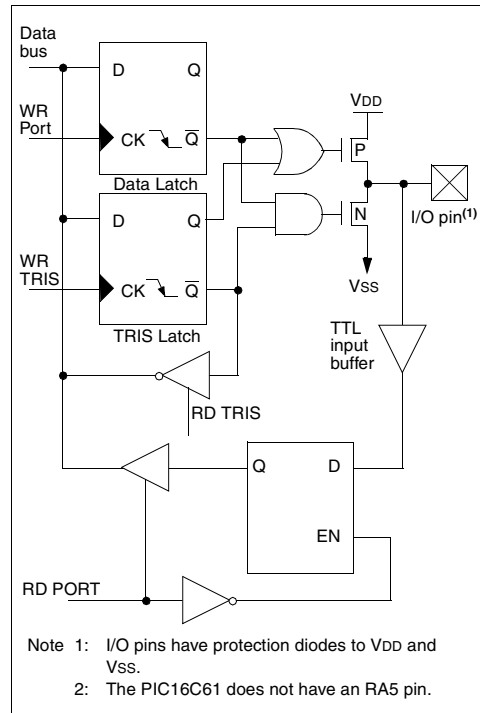 Data
bus
D Q
VDD
WR
Port
CK Q
P
Data Latch
N
I/O pin(1)
D Q
WR
TRIS
CK Q
VSS
TRIS Latch
TTL
input
buffer
RD TRIS
Q D
EN
RD PORT
Note 1: I/O pins have protection diodes to VDD and
VSS.
2: The PIC16C61 does not have an RA5 pin.